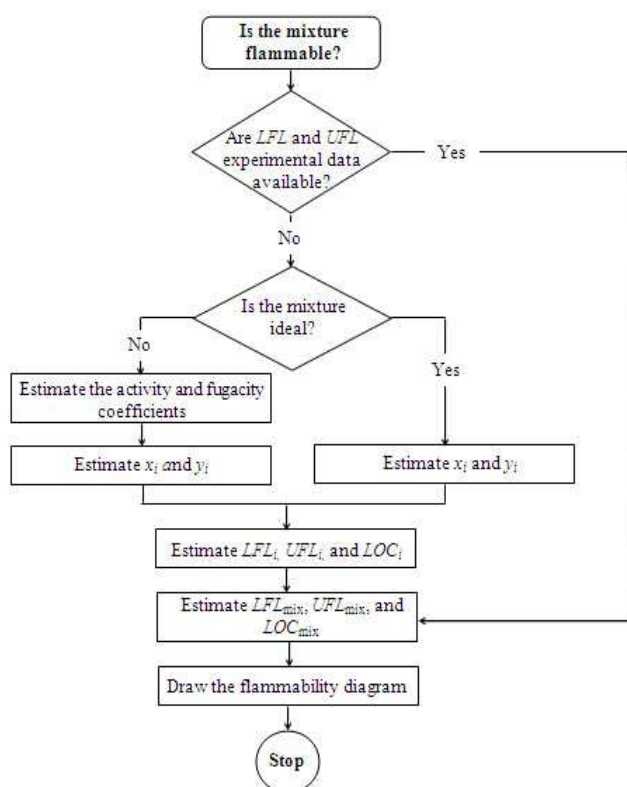 Is the mixture
flammable?
Are LFL and UFL
experimental data
available?
Yes
No
Is the mixture
ideal?
No
Yes
Estimate the activity and fugacity
coefficients
Estimate xi and yi
Estimate xi and yi
Estimate LFLi, UFLi, and LOCi
Estimate LFLmix, UFLmix, and
LOCmix
Draw the flammability diagram
Stop